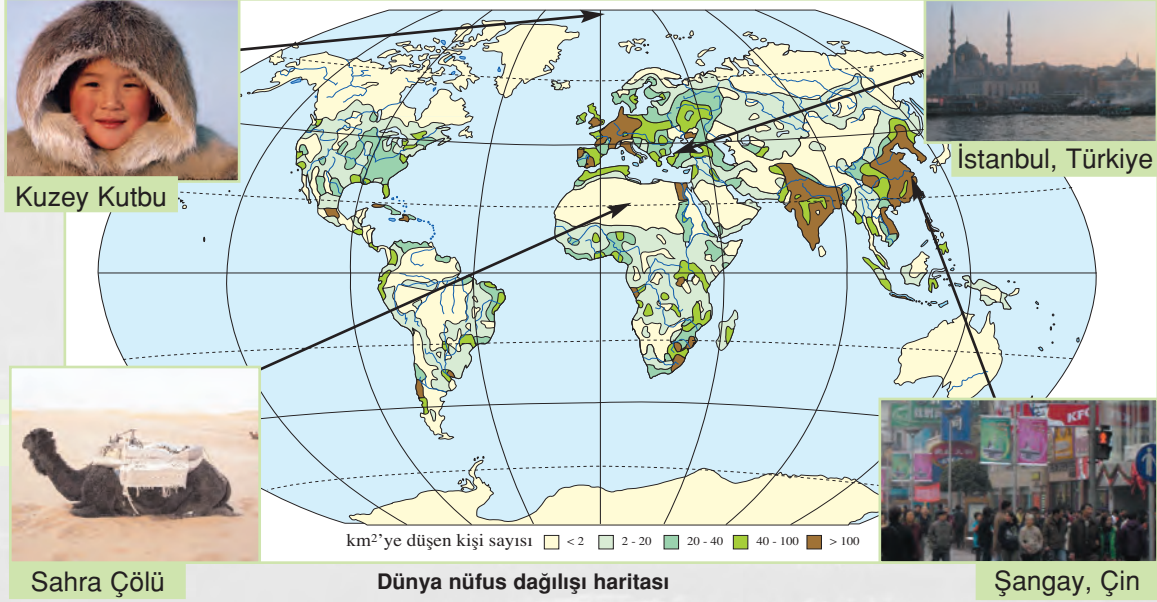 Kuzey Kutbu
İstanbul, Türkiye
KFC
km²'ye düşen kişi sayısı < 2 2 - 20 20 - 40 40 - 100 > 100
Sahra Çölü
Dünya nüfus dağılışı haritası
Şangay, Çin